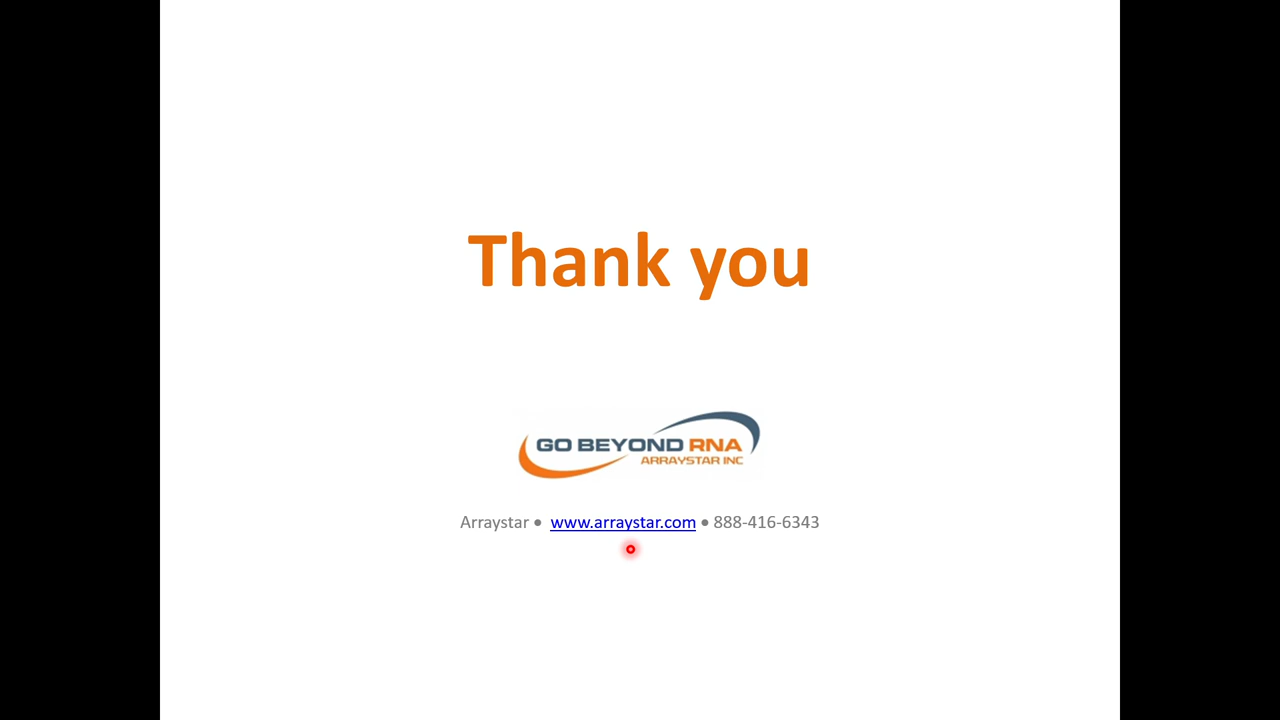 Thank you
GO BEYOND RNA
ARRAYSTAR INC
Arraystar ● www.arraystar.com ● 888-416-6343